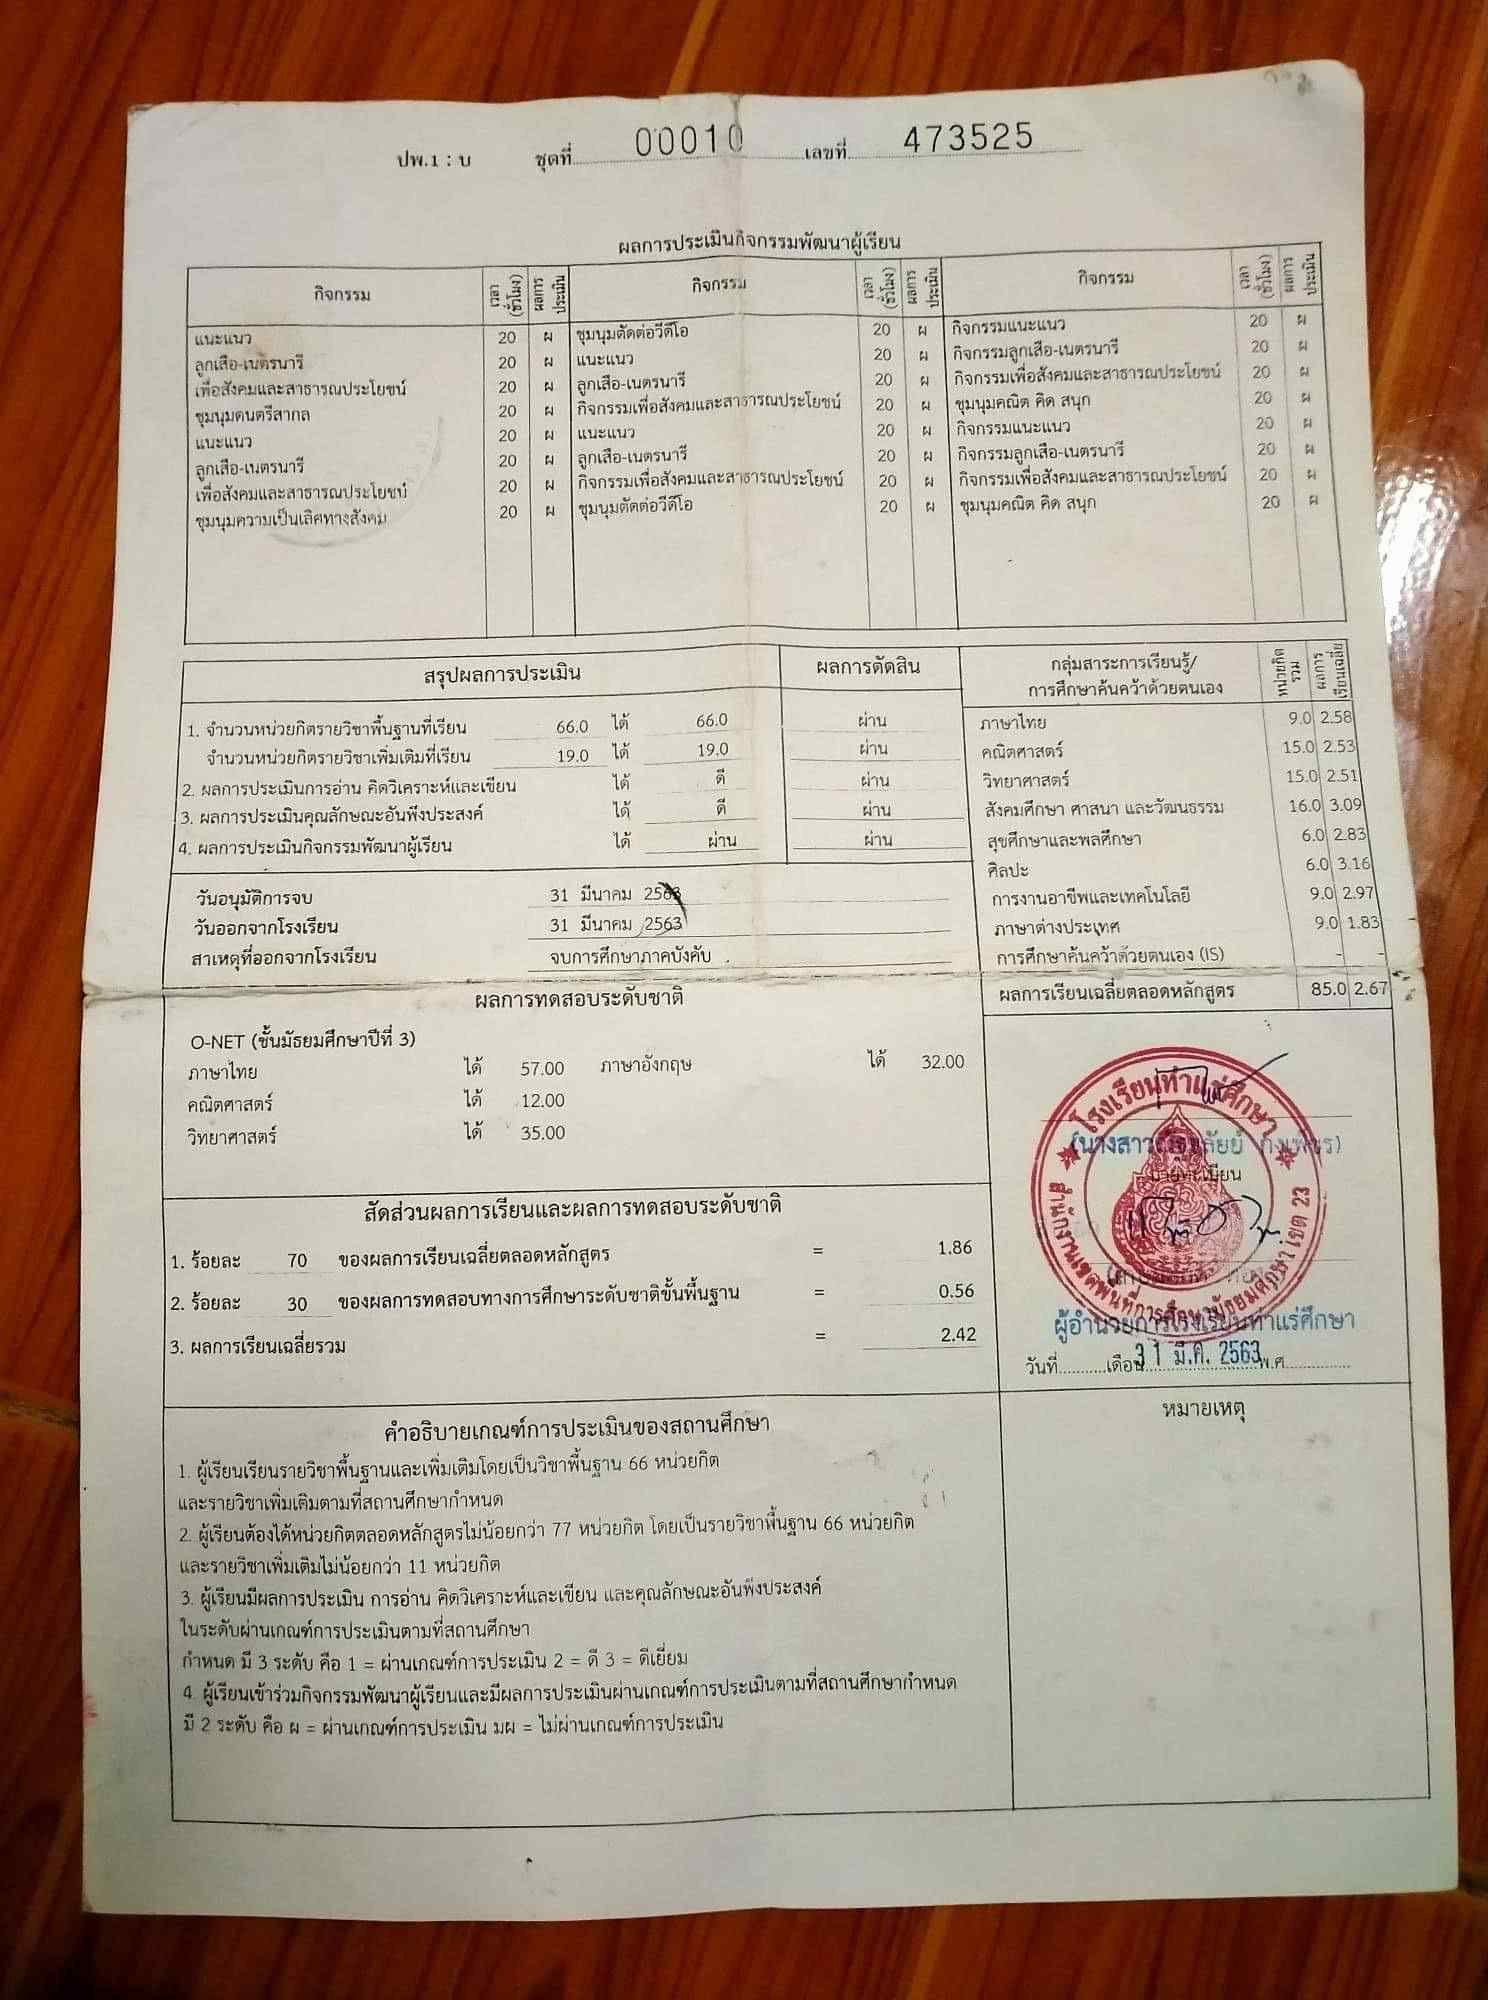 ปพ.1 : บ ชุดที่ 00010 เลขที่ 473525
ผลการประเมินกิจกรรมพัฒนาผู้เรียน
กิจกรรม เวลา (ชั่วโมง) ผลการประเมิน กิจกรรม เวลา (ชั่วโมง) ผลการประเมิน กิจกรรม เวลา (ชั่วโมง) ผลการประเมิน
แนะแนว 20 ผ ชุมนุมตัดต่อวีดีโอ 20 ผ กิจกรรมแนะแนว 20 ผ
ลูกเสือ-เนตรนารี 20 ผ แนะแนว 20 ผ กิจกรรมลูกเสือ-เนตรนารี 20 ผ
เพื่อสังคมและสาธารณประโยชน์ 20 ผ ลูกเสือ-เนตรนารี 20 ผ กิจกรรมเพื่อสังคมและสาธารณประโยชน์ 20 ผ
ชุมนุมดนตรีสากล 20 ผ กิจกรรมเพื่อสังคมและสาธารณประโยชน์ 20 ผ ชุมนุมคณิต คิด สนุก 20 ผ
แนะแนว 20 ผ แนะแนว 20 ผ กิจกรรมแนะแนว 20 ผ
ลูกเสือ-เนตรนารี 20 ผ ลูกเสือ-เนตรนารี 20 ผ กิจกรรมลูกเสือ-เนตรนารี 20 ผ
เพื่อสังคมและสาธารณประโยชน์ 20 ผ กิจกรรมเพื่อสังคมและสาธารณประโยชน์ 20 ผ กิจกรรมเพื่อสังคมและสาธารณประโยชน์ 20 ผ
ชุมนุมความเป็นเลิศทางสังคม 20 ผ ชุมนุมตัดต่อวีดีโอ 20 ผ ชุมนุมคณิต คิด สนุก 20 ผ
สรุปผลการประเมิน ผลการตัดสิน
1. จำนวนหน่วยกิตรายวิชาพื้นฐานที่เรียน 66.0 ได้ 66.0 ผ่าน
จำนวนหน่วยกิตรายวิชาเพิ่มเติมที่เรียน 19.0 ได้ 19.0 ผ่าน
2. ผลการประเมินการอ่าน คิดวิเคราะห์และเขียน ได้ ดี ผ่าน
3. ผลการประเมินคุณลักษณะอันพึงประสงค์ ได้ ดี ผ่าน
4. ผลการประเมินกิจกรรมพัฒนาผู้เรียน ได้ ผ่าน ผ่าน
วันอนุมัติการจบ 31 มีนาคม 2563
วันออกจากโรงเรียน 31 มีนาคม 2563
สาเหตุที่ออกจากโรงเรียน จบการศึกษาภาคบังคับ
กลุ่มสาระการเรียนรู้/
การศึกษาค้นคว้าด้วยตนเอง หน่วยกิตรวม ผลการเรียนเฉลี่ย
ภาษาไทย 9.0 2.58
คณิตศาสตร์ 15.0 2.53
วิทยาศาสตร์ 15.0 2.51
สังคมศึกษา ศาสนา และวัฒนธรรม 16.0 3.09
สุขศึกษาและพลศึกษา 6.0 2.83
ศิลปะ 6.0 3.16
การงานอาชีพและเทคโนโลยี 9.0 2.97
ภาษาต่างประเทศ 9.0 1.83
การศึกษาค้นคว้าด้วยตนเอง (IS) - -
ผลการเรียนเฉลี่ยตลอดหลักสูตร 85.0 2.67
ผลการทดสอบระดับชาติ
O-NET (ชั้นมัธยมศึกษาปีที่ 3)
ภาษาไทย ได้ 57.00 ภาษาอังกฤษ ได้ 32.00
คณิตศาสตร์ ได้ 12.00
วิทยาศาสตร์ ได้ 35.00
สัดส่วนผลการเรียนและผลการทดสอบระดับชาติ
1. ร้อยละ 70 ของผลการเรียนเฉลี่ยตลอดหลักสูตร = 1.86
2. ร้อยละ 30 ของผลการทดสอบทางการศึกษาระดับชาติขั้นพื้นฐาน = 0.56
3. ผลการเรียนเฉลี่ยรวม = 2.42
โรงเรียนท่าแร่ศึกษา
สำนักงานเขตพื้นที่การศึกษามัธยมศึกษา เขต 23
นายทะเบียน
ผู้อำนวยการโรงเรียนท่าแร่ศึกษา
วันที่ เดือน 31 มี.ค. 2563 พ.ศ.
คำอธิบายเกณฑ์การประเมินของสถานศึกษา
1. ผู้เรียนเรียนรายวิชาพื้นฐานและเพิ่มเติมโดยเป็นวิชาพื้นฐาน 66 หน่วยกิต
และรายวิชาเพิ่มเติมตามที่สถานศึกษากำหนด
2. ผู้เรียนต้องได้หน่วยกิตตลอดหลักสูตรไม่น้อยกว่า 77 หน่วยกิต โดยเป็นรายวิชาพื้นฐาน 66 หน่วยกิต
และรายวิชาเพิ่มเติมไม่น้อยกว่า 11 หน่วยกิต
3. ผู้เรียนมีผลการประเมิน การอ่าน คิดวิเคราะห์และเขียน และคุณลักษณะอันพึงประสงค์
ในระดับผ่านเกณฑ์การประเมินตามที่สถานศึกษา
กำหนด มี 3 ระดับ คือ 1 = ผ่านเกณฑ์การประเมิน 2 = ดี 3 = ดีเยี่ยม
4. ผู้เรียนเข้าร่วมกิจกรรมพัฒนาผู้เรียนและมีผลการประเมินผ่านเกณฑ์การประเมินตามที่สถานศึกษากำหนด
มี 2 ระดับ คือ ผ = ผ่านเกณฑ์การประเมิน มผ = ไม่ผ่านเกณฑ์การประเมิน
หมายเหตุ